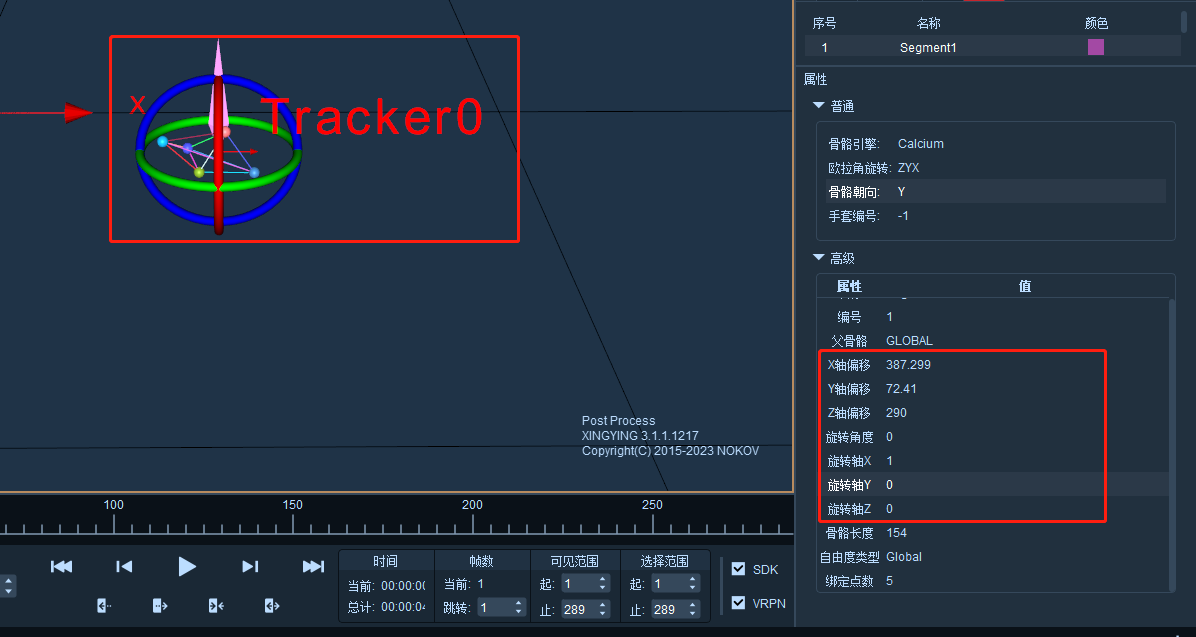 序号 名称 颜色
1 Segment1
属性
普通
骨骼引擎: Calcium
欧拉角旋转: ZYX
骨骼朝向: Y
手套编号: -1
高级
属性 值
编号 1
父骨骼 GLOBAL
X轴偏移 387.299
Y轴偏移 72.41
Z轴偏移 290
旋转角度 0
旋转轴X 1
旋转轴Y 0
旋转轴Z 0
骨骼长度 154
自由度类型 Global
绑定点数 5
X
Tracker0
Post Process
XINGYING 3.1.1.1217
Copyright(C) 2015-2023 NOKOV
100 150 200 250
时间 帧数 可见范围 选择范围
当前: 00:00:00 当前: 1 起: 1 起: 1
总计: 00:00:04 跳转: 1 止: 289 止: 289
SDK
VRPN